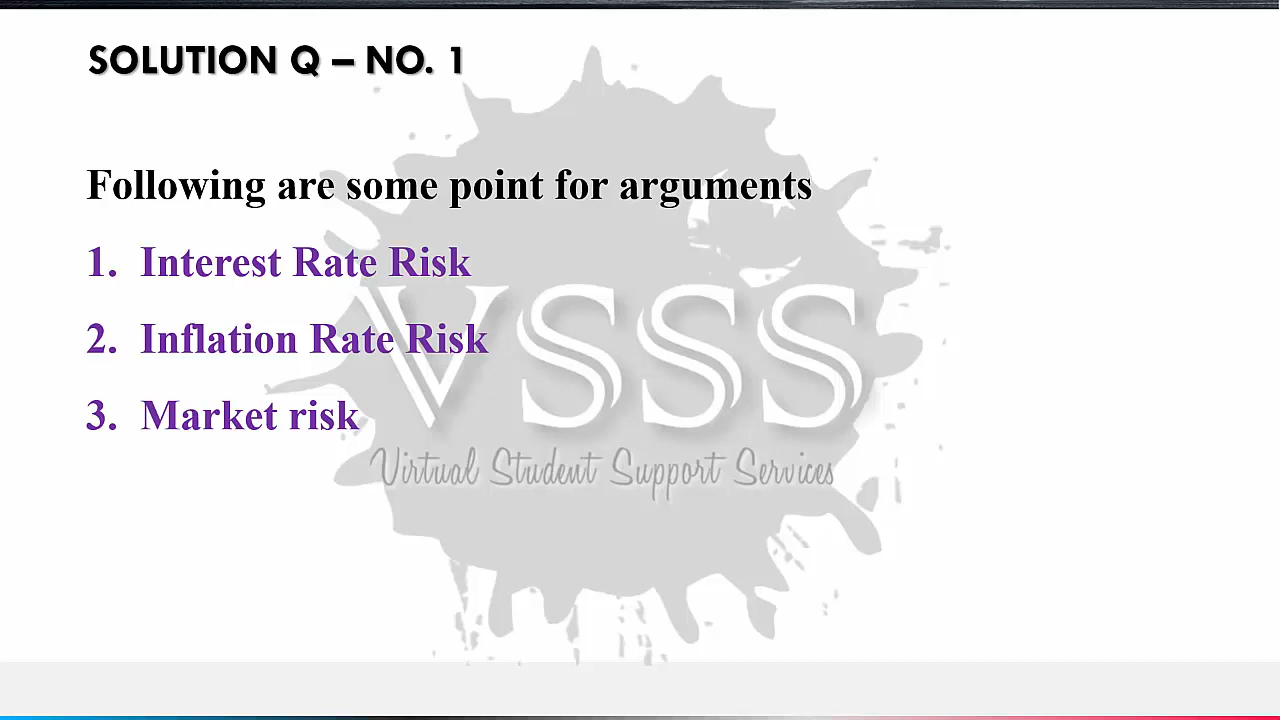 SOLUTION Q – NO. 1
Following are some point for arguments
1. Interest Rate Risk
2. Inflation Rate Risk
3. Market risk
VSSS
Virtual Student Support Services